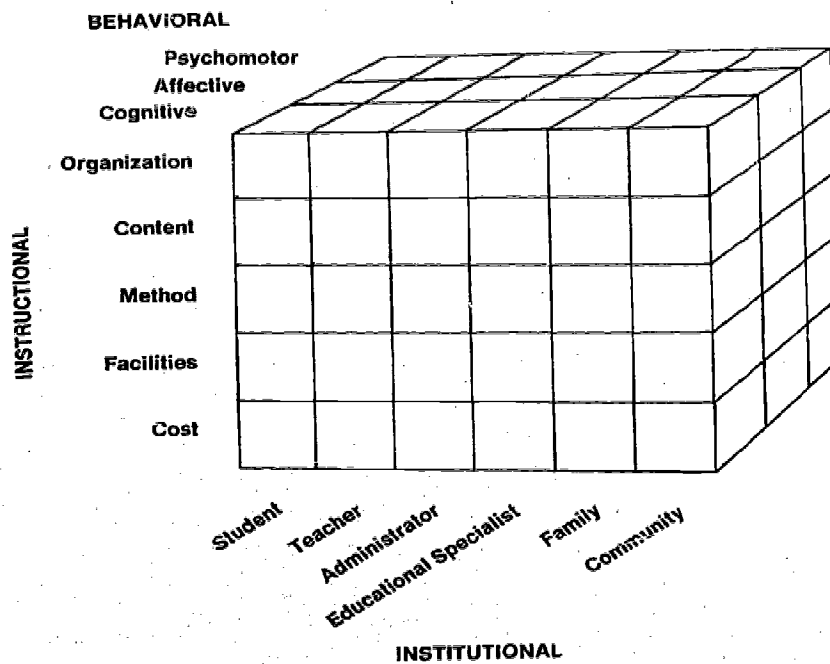 BEHAVIORAL
Psychomotor
Affective
Cognitive
Organization
Content
Method
Facilities
Cost
INSTRUCTIONAL
Student
Teacher
Administrator
Educational Specialist
Family
Community
INSTITUTIONAL